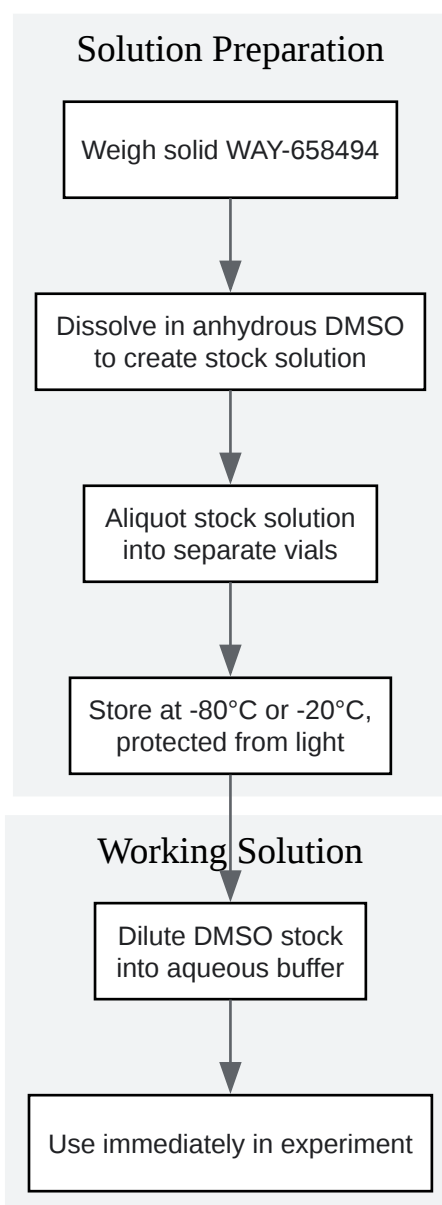 Solution Preparation
Weigh solid WAY-658494
Dissolve in anhydrous DMSO
to create stock solution
Aliquot stock solution
into separate vials
Store at -80°C or -20°C,
protected from light
Working Solution
Dilute DMSO stock
into aqueous buffer
Use immediately in experiment